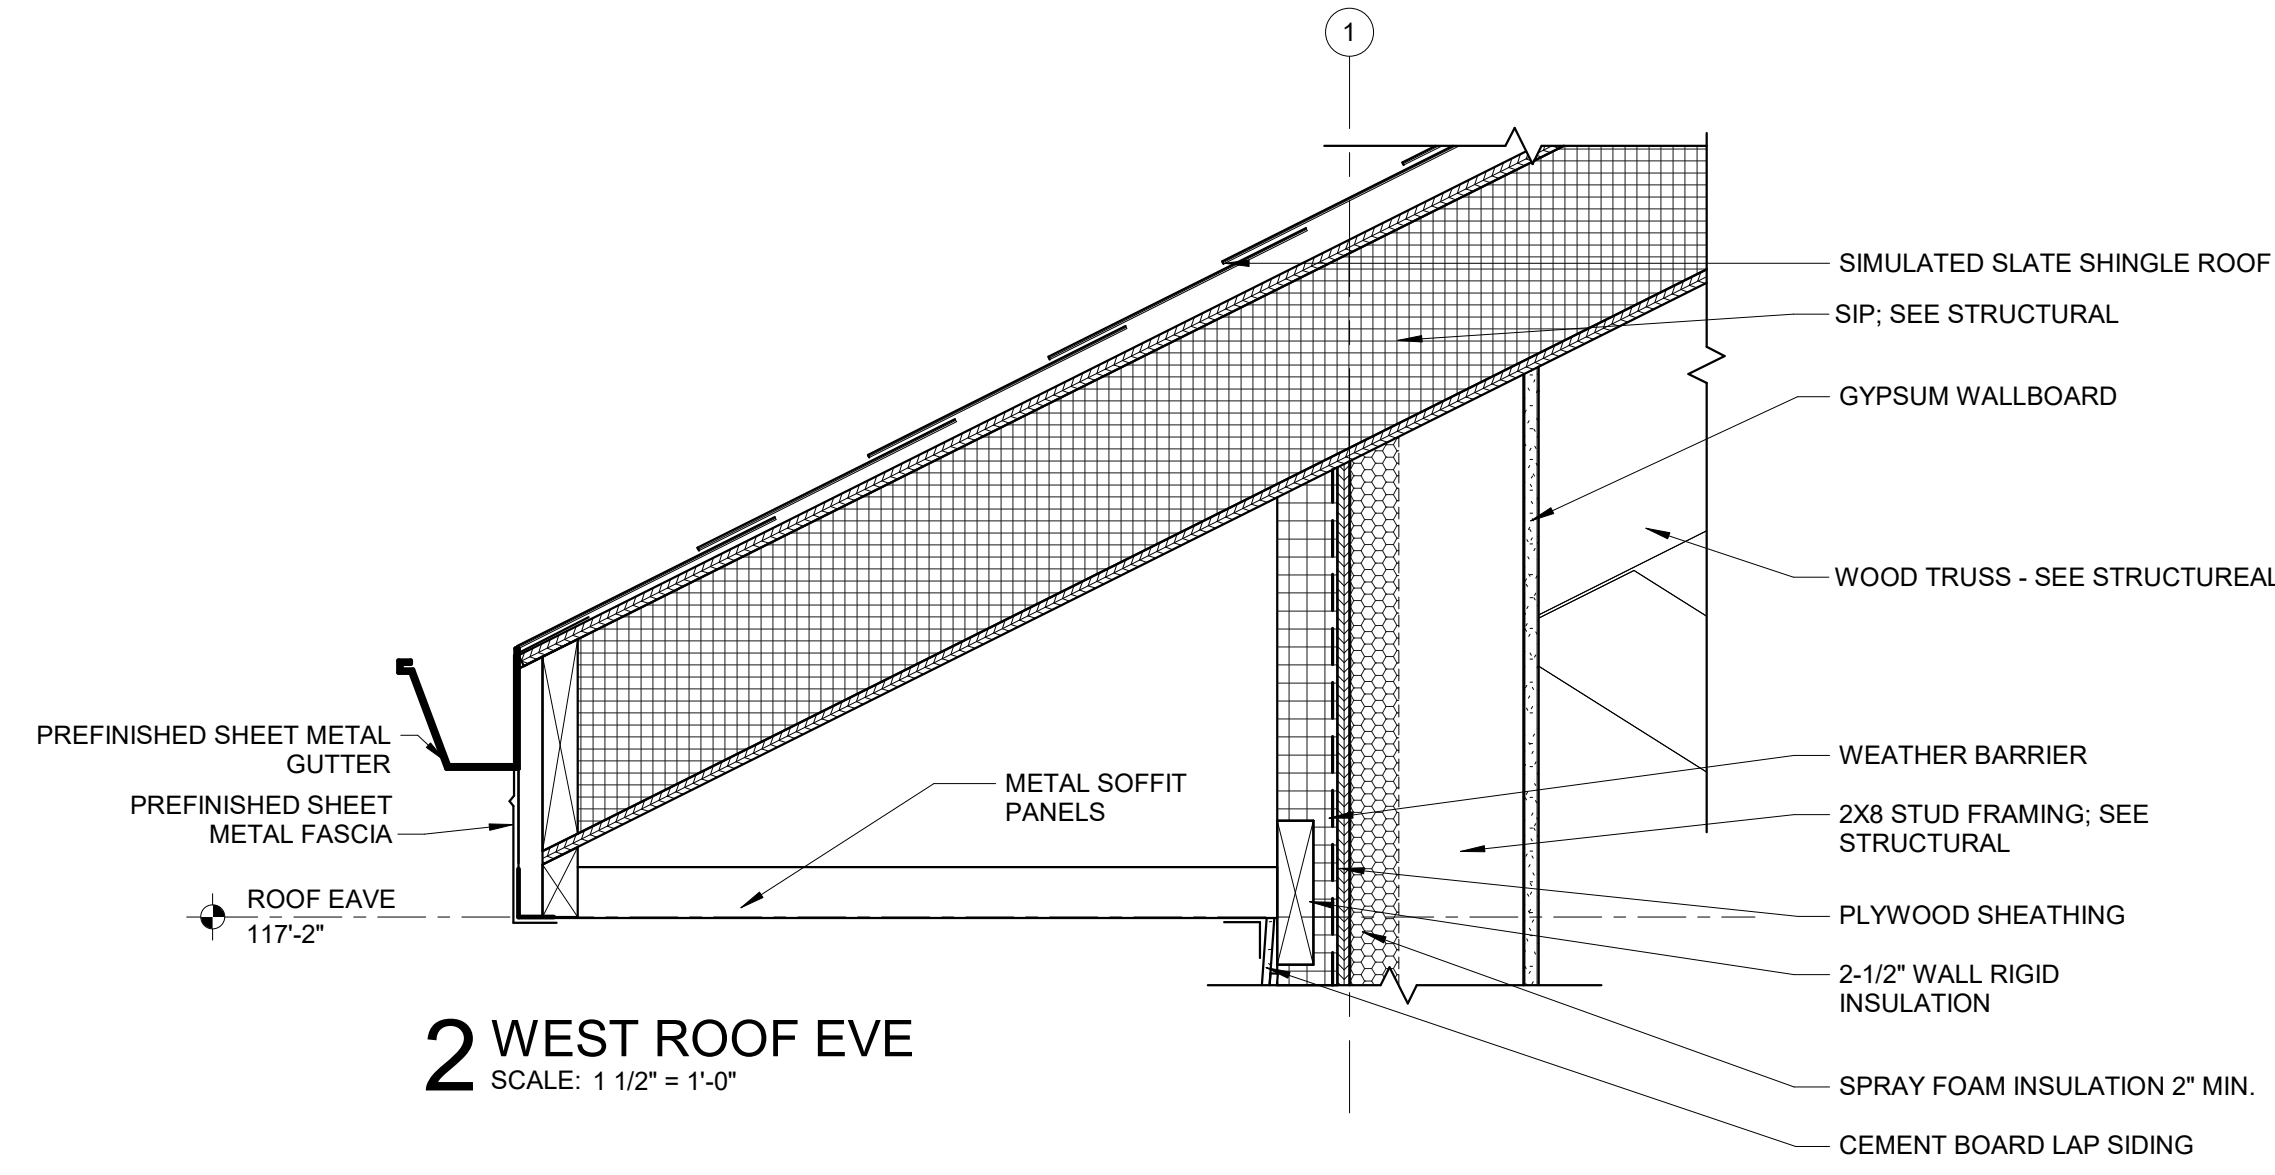 1
SIMULATED SLATE SHINGLE ROOF
SIP; SEE STRUCTURAL
GYPSUM WALLBOARD
WOOD TRUSS - SEE STRUCTUREAL
PREFINISHED SHEET METAL
GUTTER
PREFINISHED SHEET
METAL FASCIA
METAL SOFFIT
PANELS
WEATHER BARRIER
2X8 STUD FRAMING; SEE
STRUCTURAL
ROOF EAVE
117'-2"
PLYWOOD SHEATHING
2-1/2" WALL RIGID
INSULATION
SPRAY FOAM INSULATION 2" MIN.
CEMENT BOARD LAP SIDING
2 WEST ROOF EVE
SCALE: 1 1/2" = 1'-0"